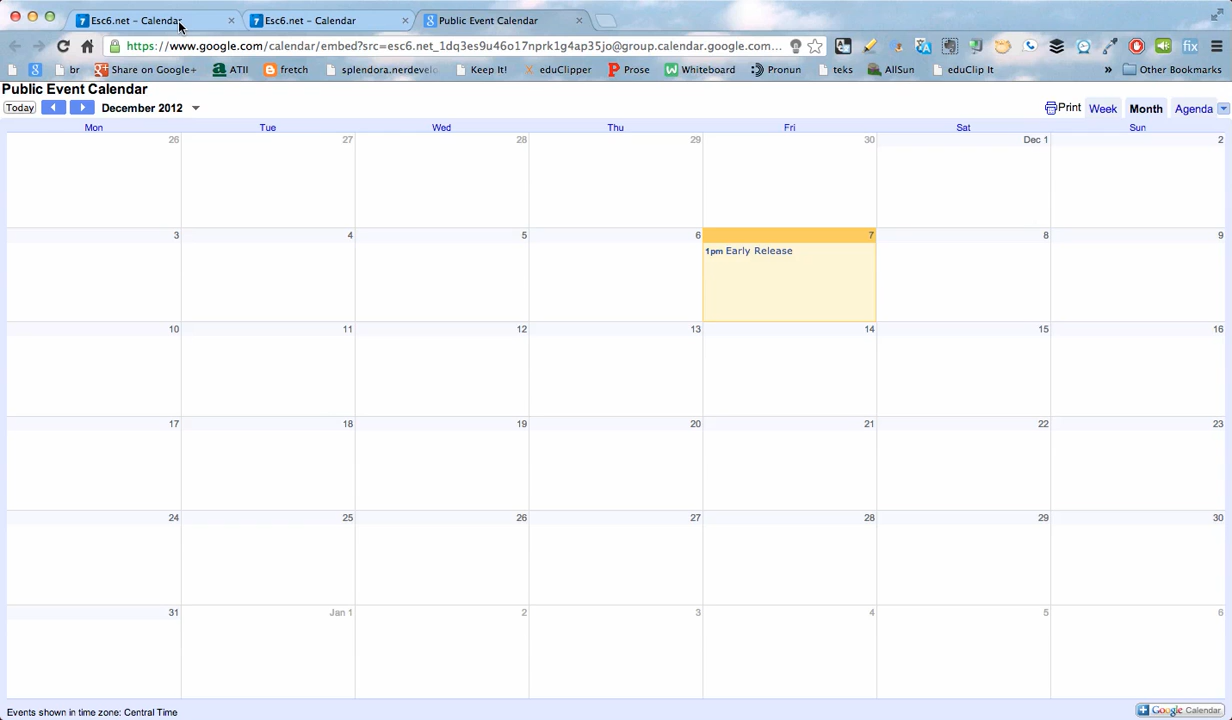 7 Esc6.net – Calendar
7 Esc6.net – Calendar
Public Event Calendar
https://www.google.com/calendar/embed?src=esc6.net_1dq3es9u46o17nprk1g4ap35jo@group.calendar.google.com...
br
Share on Google+
ATII
fretch
splendora.nerdevelo
Keep It!
eduClipper
Prose
Whiteboard
Pronun
teks
AllSun
eduClip It
»
Other Bookmarks
Public Event Calendar
Today
December 2012
Print
Week
Month
Agenda
Mon Tue Wed Thu Fri Sat Sun
26 27 28 29 30 Dec 1 2
3 4 5 6 7 8 9
1pm Early Release
10 11 12 13 14 15 16
17 18 19 20 21 22 23
24 25 26 27 28 29 30
31 Jan 1 2 3 4 5 6
Events shown in time zone: Central Time
Google Calendar